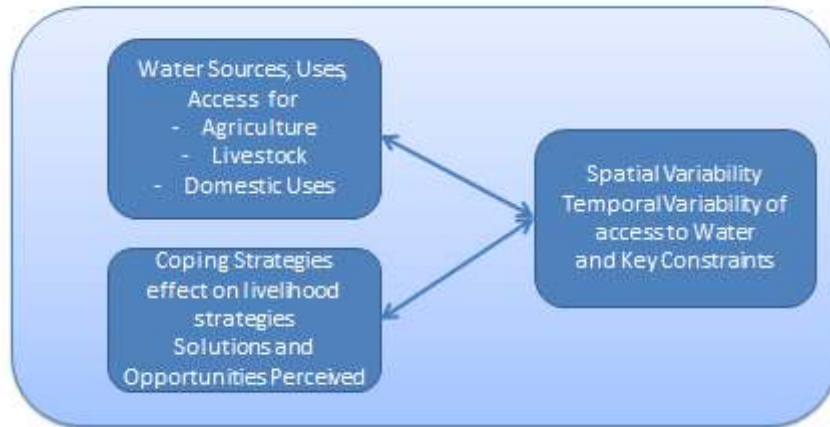 Water Sources, Uses,
Access for
- Agriculture
- Livestock
- Domestic Uses
Coping Strategies
effect on livelihood
strategies
Solutions and
Opportunities Perceived
Spatial Variability
Temporal Variability of
access to Water
and Key Constraints